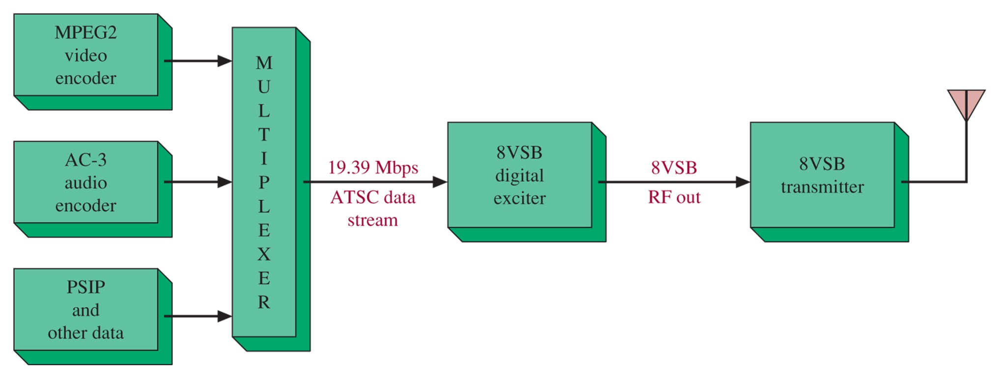 MPEG2
video
encoder
AC-3
audio
encoder
PSIP
and
other data
MULTIPLEXER
19.39 Mbps
ATSC data
stream
8VSB
digital
exciter
8VSB
RF out
8VSB
transmitter